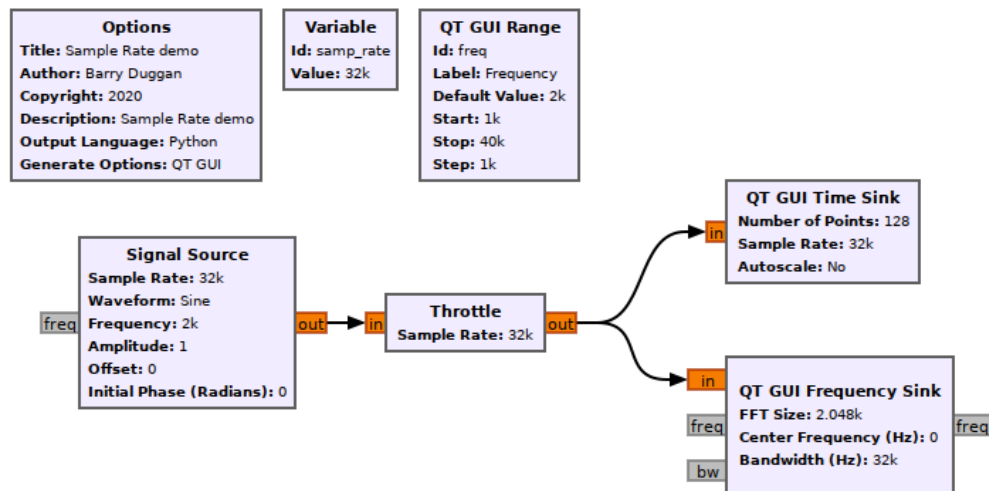 Options
Title: Sample Rate demo
Author: Barry Duggan
Copyright: 2020
Description: Sample Rate demo
Output Language: Python
Generate Options: QT GUI
Variable
Id: samp_rate
Value: 32k
QT GUI Range
Id: freq
Label: Frequency
Default Value: 2k
Start: 1k
Stop: 40k
Step: 1k
Signal Source
Sample Rate: 32k
Waveform: Sine
Frequency: 2k
Amplitude: 1
Offset: 0
Initial Phase (Radians): 0
freq
out
in
Throttle
Sample Rate: 32k
out
in
QT GUI Time Sink
Number of Points: 128
Sample Rate: 32k
Autoscale: No
in
freq
bw
QT GUI Frequency Sink
FFT Size: 2.048k
Center Frequency (Hz): 0
Bandwidth (Hz): 32k
freq